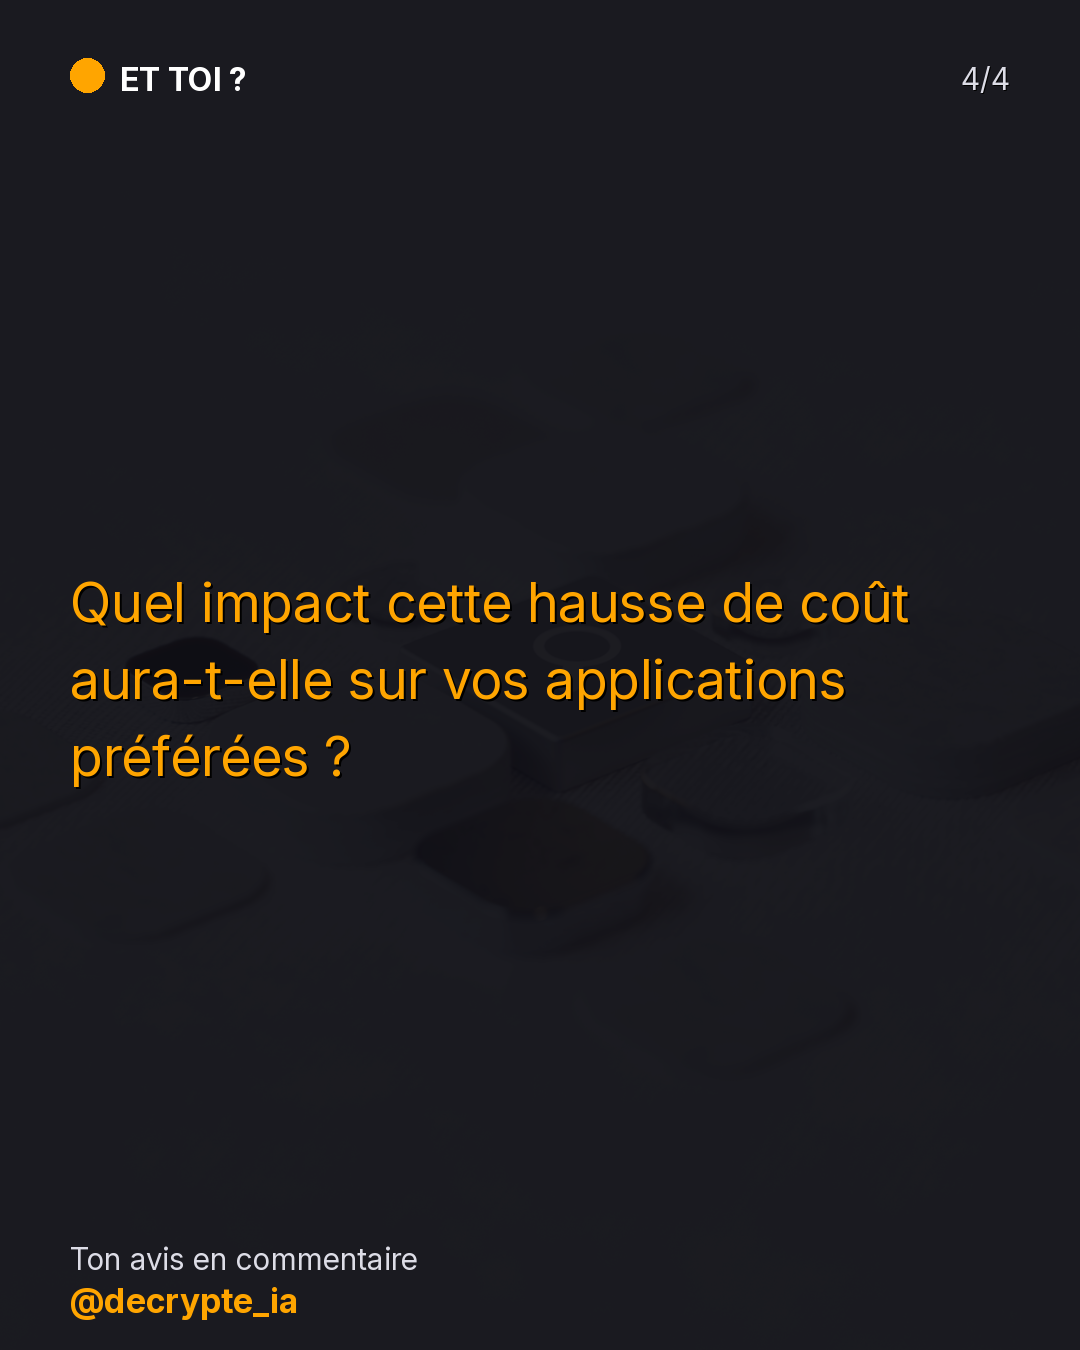 ET TOI ?
4/4
Quel impact cette hausse de coût
aura-t-elle sur vos applications
préférées ?
Ton avis en commentaire
@decrypte_ia